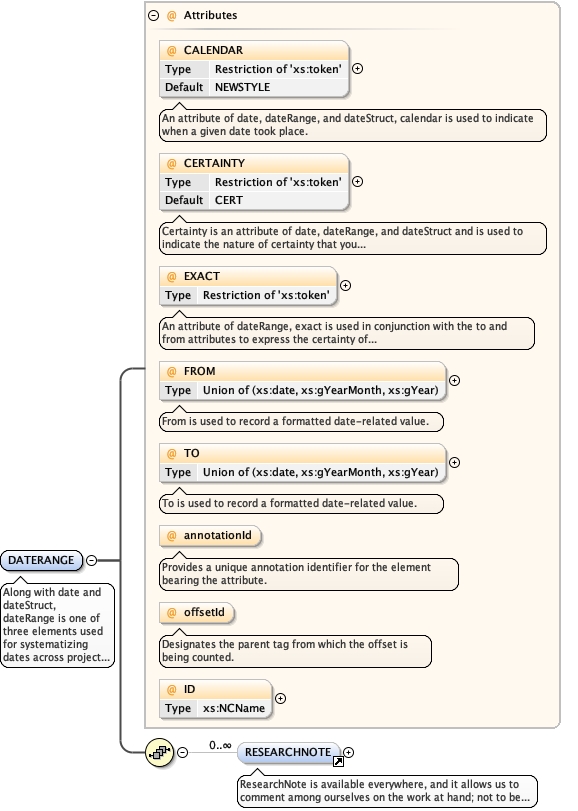 @ Attributes
@ CALENDAR
Type Restriction of 'xs:token'
Default NEWSTYLE
An attribute of date, dateRange, and dateStruct, calendar is used to indicate
when a given date took place.
@ CERTAINTY
Type Restriction of 'xs:token'
Default CERT
Certainty is an attribute of date, dateRange, and dateStruct and is used to
indicate the nature of certainty that you...
@ EXACT
Type Restriction of 'xs:token'
An attribute of dateRange, exact is used in conjunction with the to and
from attributes to express the certainty of...
@ FROM
Type Union of (xs:date, xs:gYearMonth, xs:gYear)
From is used to record a formatted date-related value.
@ TO
Type Union of (xs:date, xs:gYearMonth, xs:gYear)
To is used to record a formatted date-related value.
@ annotationId
Provides a unique annotation identifier for the element
bearing the attribute.
@ offsetId
Designates the parent tag from which the offset is
being counted.
@ ID
Type xs:NCName
DATERANGE
Along with date and
dateStruct,
dateRange is one of
three elements used
for systematizing
dates across project...
0..∞
RESEARCHNOTE
ResearchNote is available everywhere, and it allows us to
comment among ourselves on the work at hand; not to be...